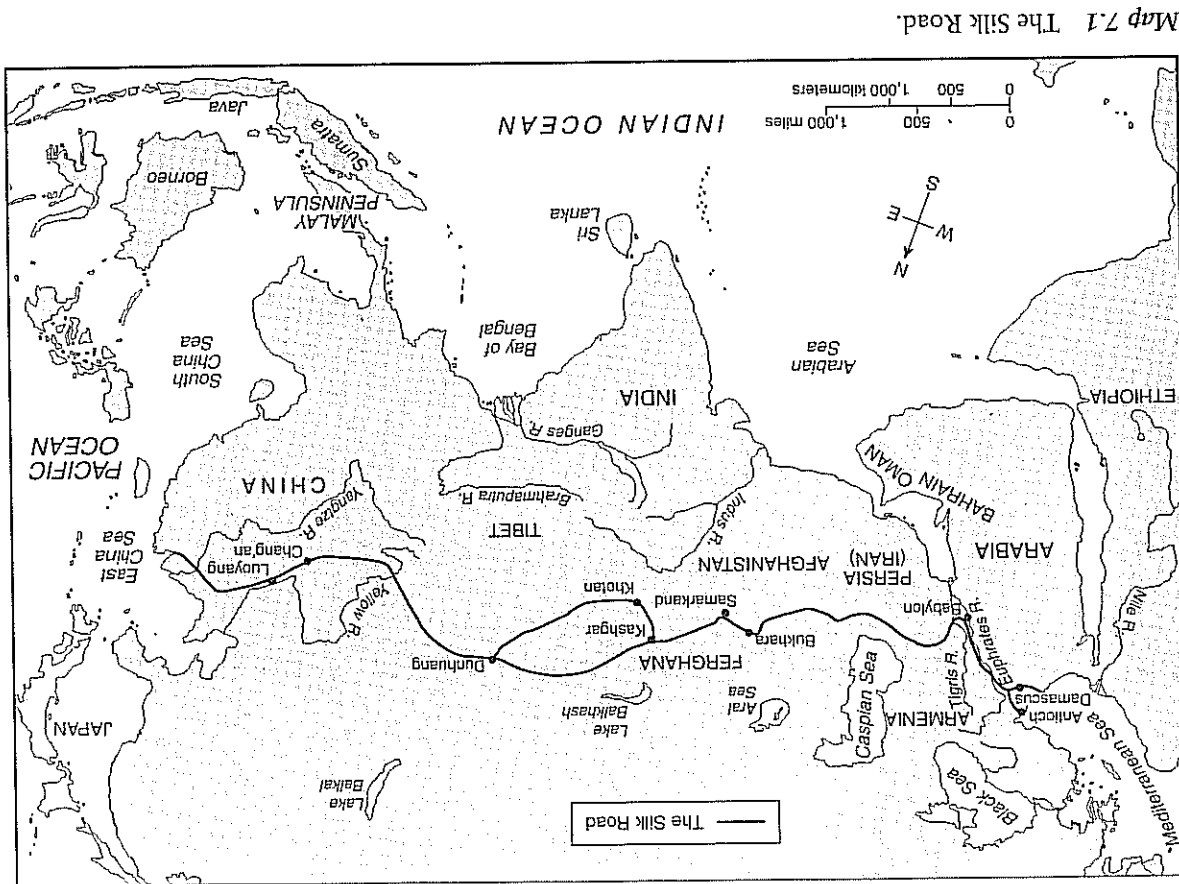 The Silk Road
Black Sea
Mediterranean Sea
Lake
Baikal
JAPAN
Caspian Sea
Aral
Sea
Lake
Balkhash
ARMENIA
Antioch
Damascus
Tigris R.
Euphrates R.
FERGHANA
Dunhuang
Bukhara
Kashgar
Samarkand
Khotan
Babylon
Nile R.
PERSIA
(IRAN)
AFGHANISTAN
Yellow R.
Luoyang
Changan
East
China
Sea
ARABIA
BAHRAIN
OMAN
Indus R.
TIBET
Brahmaputra R.
Yangtze R.
CHINA
PACIFIC
OCEAN
Ganges R.
ETHIOPIA
INDIA
Arabian
Sea
Bay of
Bengal
South
China
Sea
N
W
E
S
Sri
Lanka
MALAY
PENINSULA
Borneo
Sumatra
Java
INDIAN OCEAN
0 500 1,000 miles
0 500 1,000 kilometers
Map 7.1 The Silk Road.